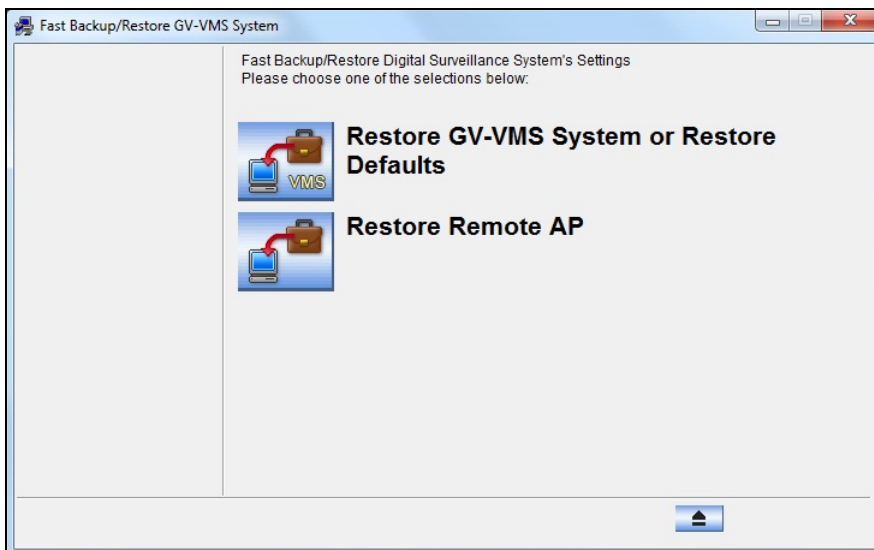 Fast Backup/Restore GV-VMS System
Fast Backup/Restore Digital Surveillance System's Settings
Please choose one of the selections below:
Restore GV-VMS System or Restore
Defaults
VMS
Restore Remote AP